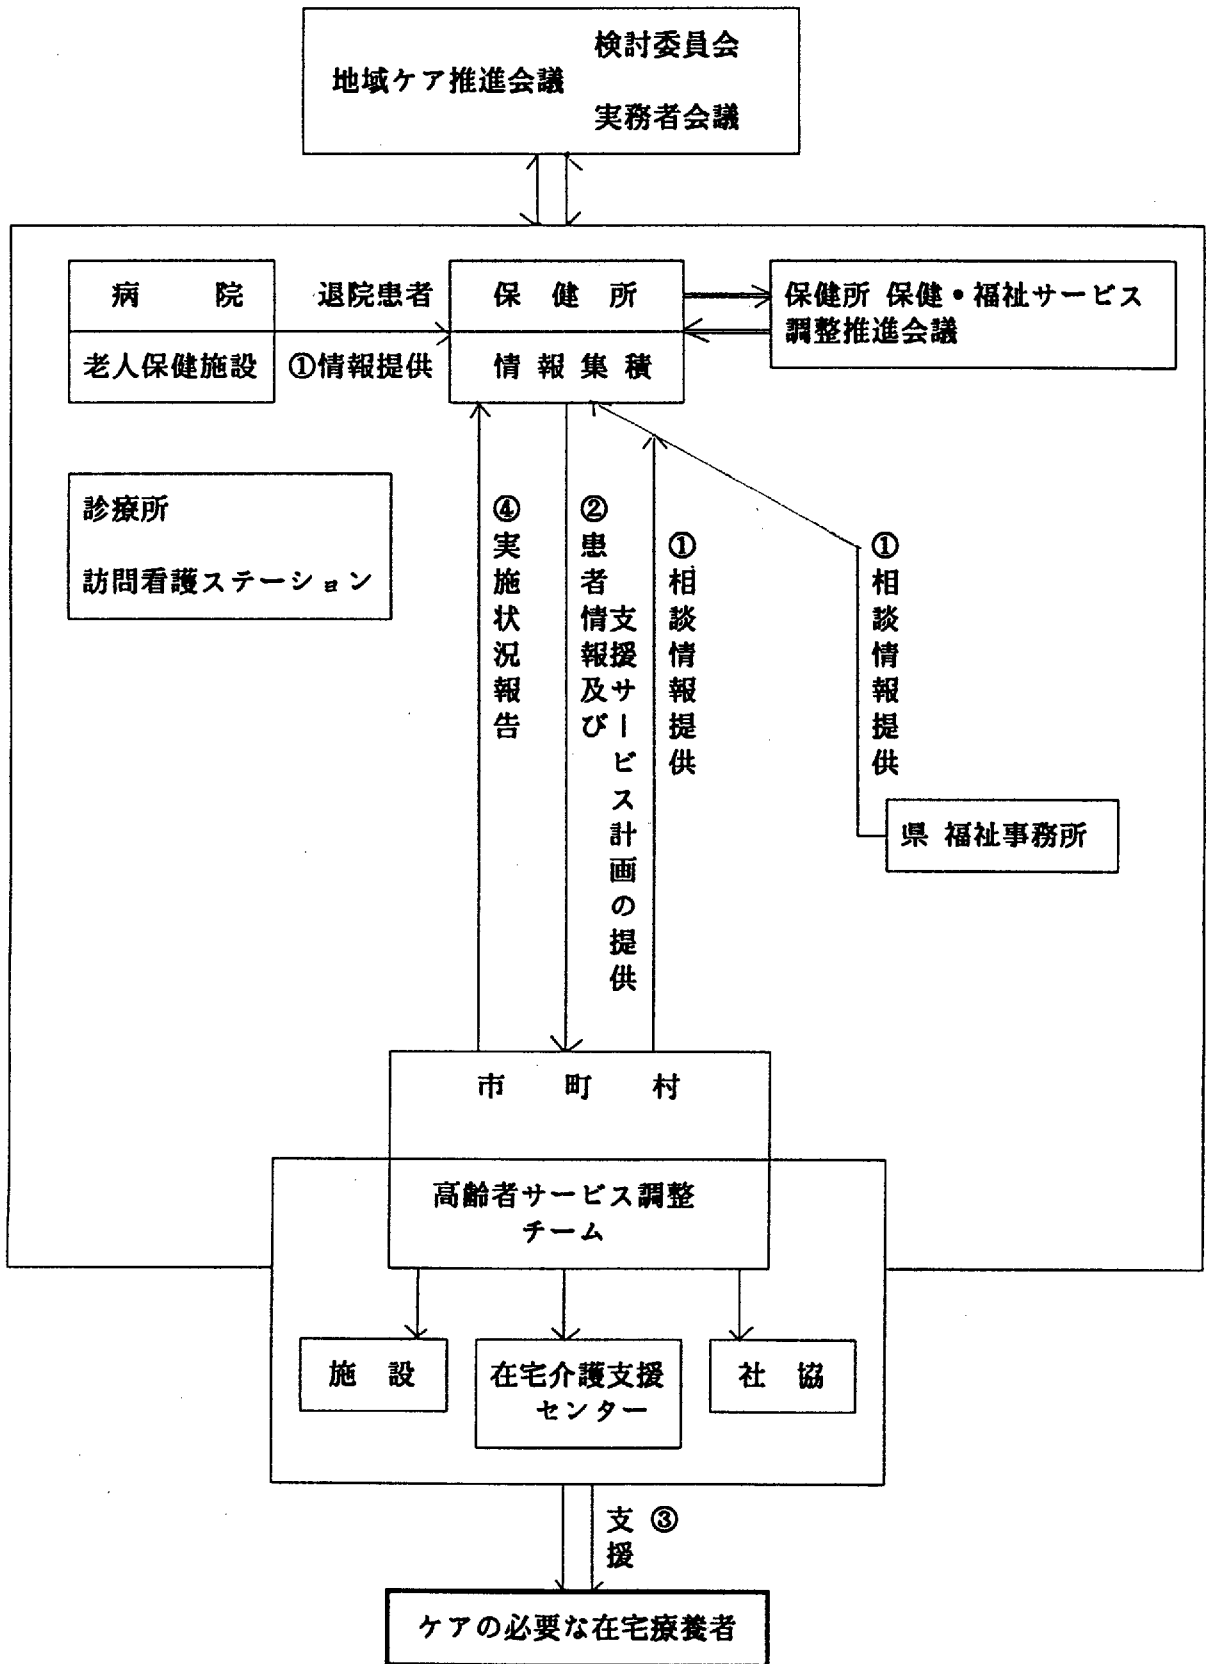 検討委員会
地域ケア推進会議
実務者会議
病 院
退院患者
保 健 所
保健所 保健・福祉サービス
調整推進会議
老人保健施設
①情報提供
情 報 集 積
診療所
訪問看護ステーション
④実施状況報告
②患者情報及び
支援サービス計画の提供
①相談情報提供
①相談情報提供
県 福祉事務所
市 町 村
高齢者サービス調整
チーム
施 設
在宅介護支援
センター
社 協
③
支援
ケアの必要な在宅療養者